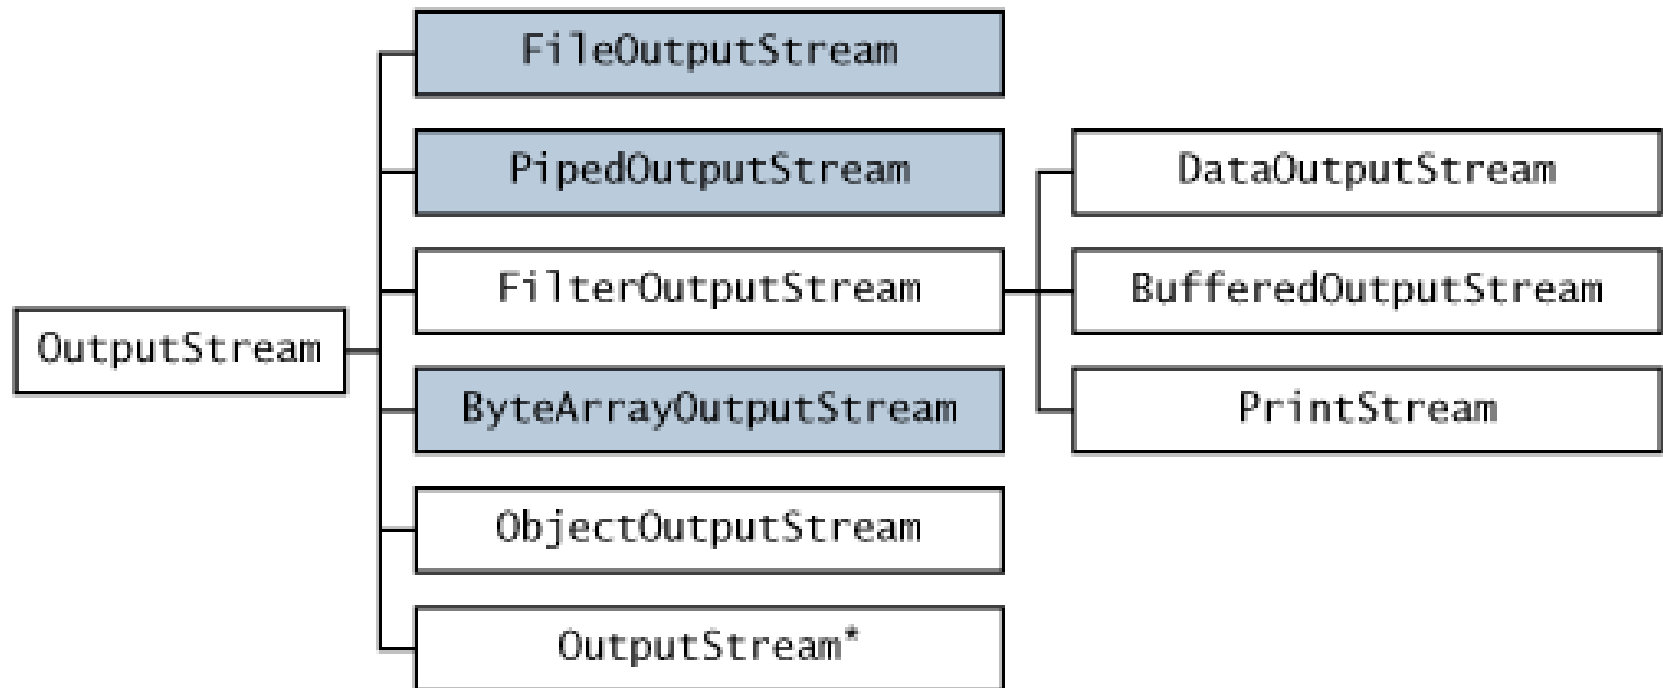 FileOutputStream
PipedOutputStream
DataOutputStream
FilterOutputStream
BufferedOutputStream
OutputStream
ByteArrayOutputStream
PrintStream
ObjectOutputStream
OutputStream*